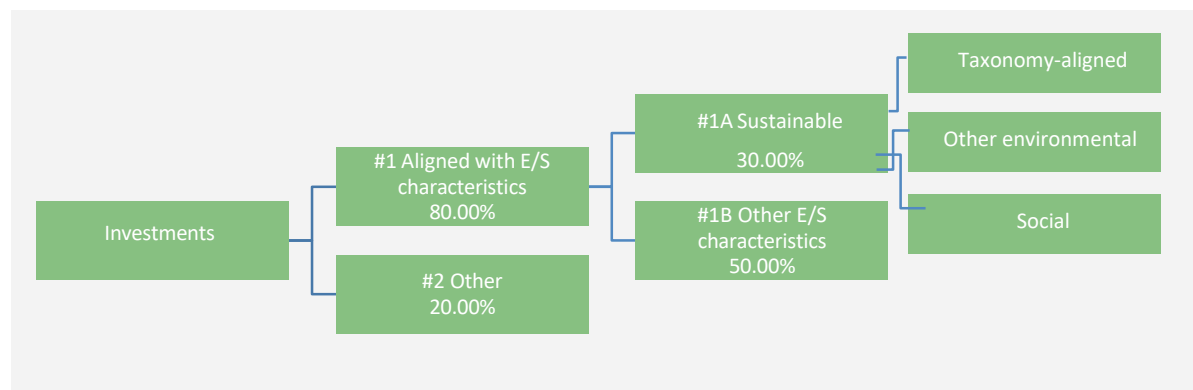 Investments
#1 Aligned with E/S
characteristics
80.00%
#2 Other
20.00%
#1A Sustainable
30.00%
#1B Other E/S
characteristics
50.00%
Taxonomy-aligned
Other environmental
Social